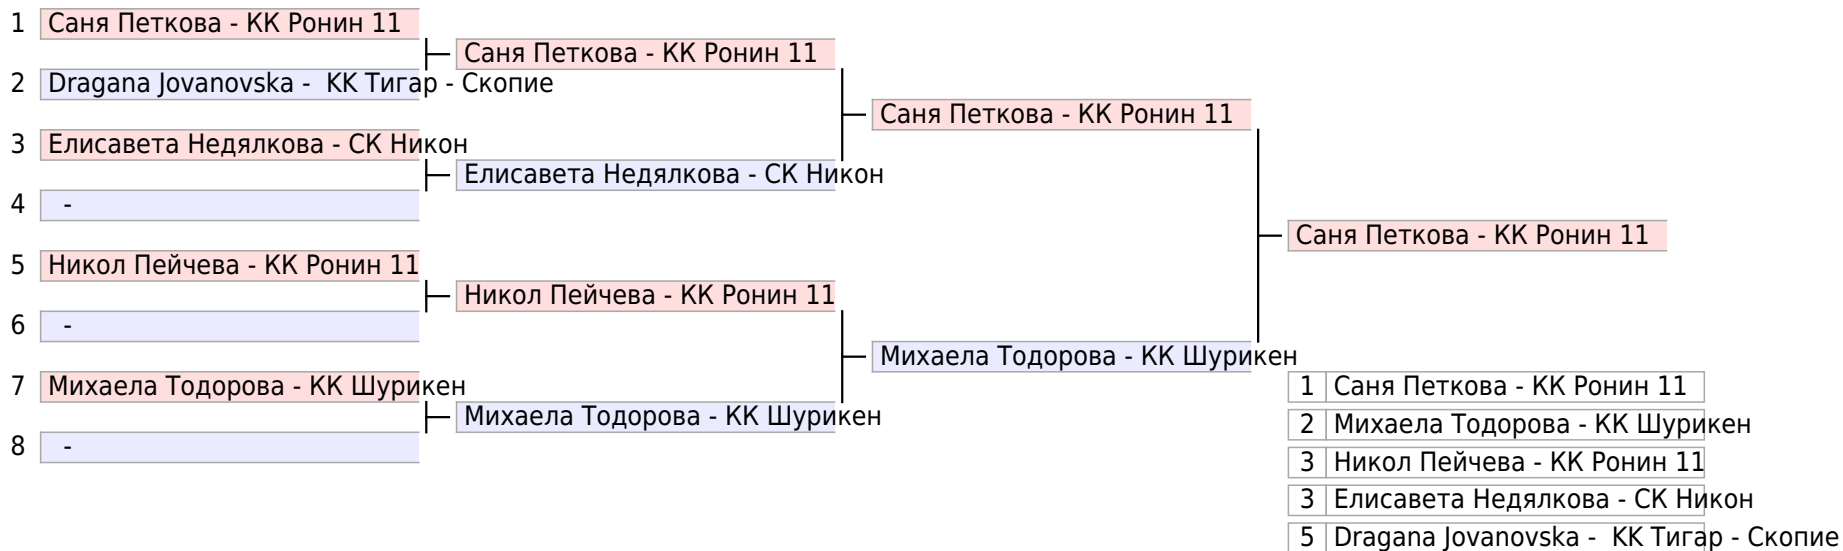 1 Саня Петкова - КК Ронин 11
Саня Петкова - КК Ронин 11
2 Dragana Jovanovska -  КК Тигар - Скопие
Саня Петкова - КК Ронин 11
3 Елисавета Недялкова - СК Никон
Елисавета Недялкова - СК Никон
4 -
Саня Петкова - КК Ронин 11
5 Никол Пейчева - КК Ронин 11
Никол Пейчева - КК Ронин 11
6 -
Михаела Тодорова - КК Шурикен
7 Михаела Тодорова - КК Шурикен
Михаела Тодорова - КК Шурикен
8 -
1 Саня Петкова - КК Ронин 11
2 Михаела Тодорова - КК Шурикен
3 Никол Пейчева - КК Ронин 11
3 Елисавета Недялкова - СК Никон
5 Dragana Jovanovska -  КК Тигар - Скопие